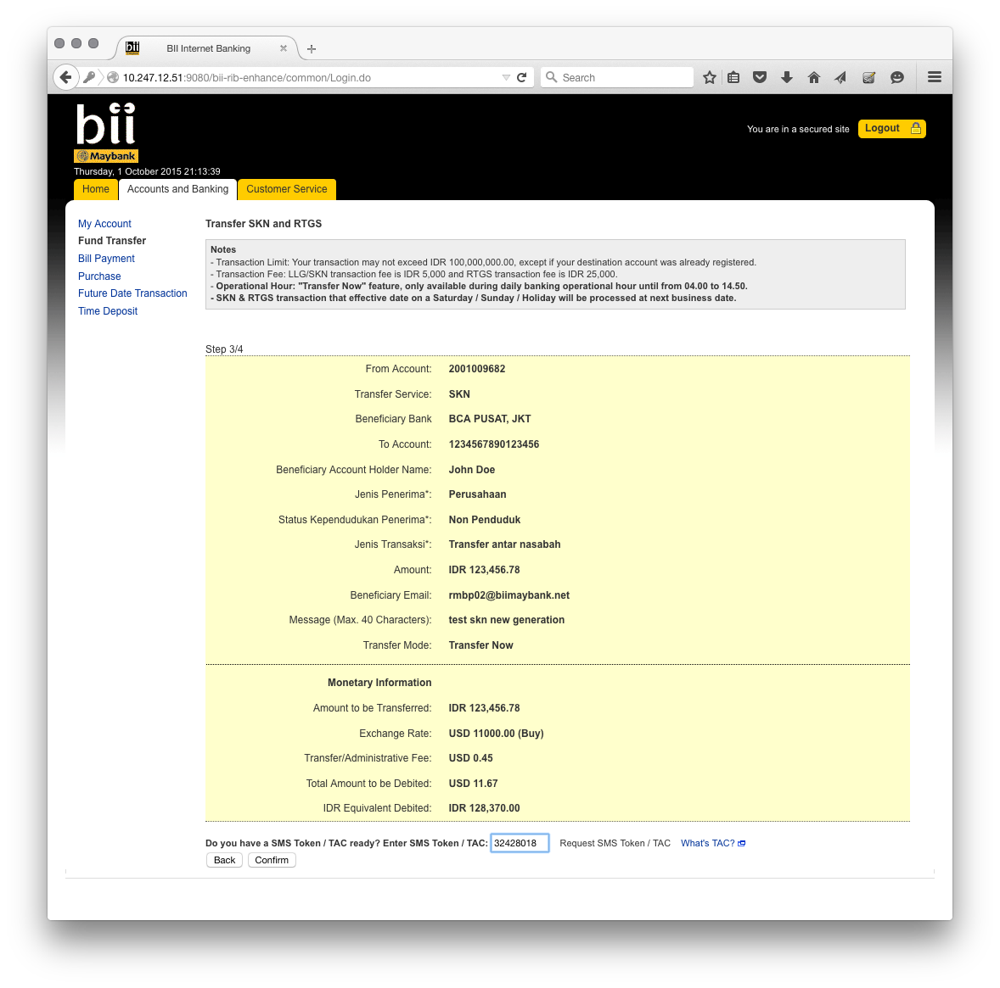 bii
BII Internet Banking
10.247.12.51:9080/bii-rib-enhance/common/Login.do
Search
bii
Maybank
You are in a secured site
Logout
Thursday, 1 October 2015 21:13:39
Home
Accounts and Banking
Customer Service
My Account
Fund Transfer
Bill Payment
Purchase
Future Date Transaction
Time Deposit
Transfer SKN and RTGS
Notes
- Transaction Limit: Your transaction may not exceed IDR 100,000,000.00, except if your destination account was already registered.
- Transaction Fee: LLG/SKN transaction fee is IDR 5,000 and RTGS transaction fee is IDR 25,000.
- Operational Hour: "Transfer Now" feature, only available during daily banking operational hour until from 04.00 to 14.50.
- SKN & RTGS transaction that effective date on a Saturday / Sunday / Holiday will be processed at next business date.
Step 3/4
From Account: 2001009682
Transfer Service: SKN
Beneficiary Bank BCA PUSAT, JKT
To Account: 1234567890123456
Beneficiary Account Holder Name: John Doe
Jenis Penerima*: Perusahaan
Status Kependudukan Penerima*: Non Penduduk
Jenis Transaksi*: Transfer antar nasabah
Amount: IDR 123,456.78
Beneficiary Email: rmbp02@biimaybank.net
Message (Max. 40 Characters): test skn new generation
Transfer Mode: Transfer Now
Monetary Information
Amount to be Transferred: IDR 123,456.78
Exchange Rate: USD 11000.00 (Buy)
Transfer/Administrative Fee: USD 0.45
Total Amount to be Debited: USD 11.67
IDR Equivalent Debited: IDR 128,370.00
Do you have a SMS Token / TAC ready? Enter SMS Token / TAC: 32428018 Request SMS Token / TAC What's TAC?
Back Confirm